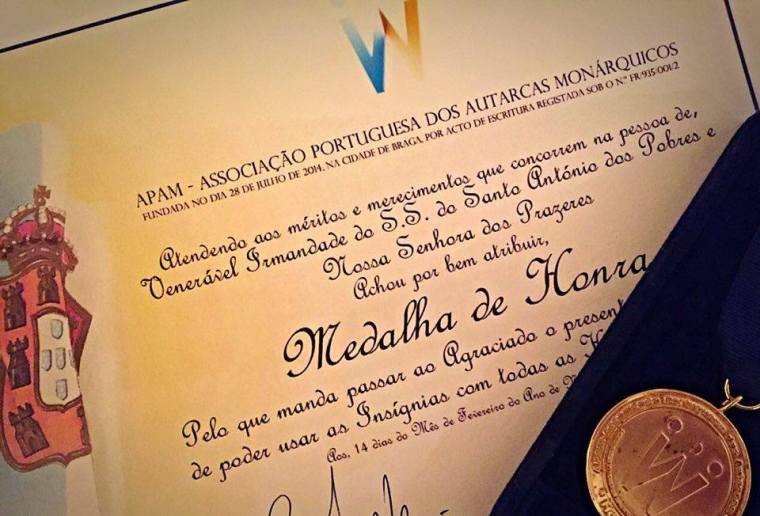 APAM - ASSOCIAÇÃO PORTUGUESA DOS AUTARCAS MONÁRQUICOS
FUNDADA NO DIA 28 DE JULHO DE 2014, NA CIDADE DE BRAGA, POR ACTO DE ESCRITURA REGISTADA SOB O N.º FR/935/001/2
Atendendo aos méritos e merecimentos que concorrem na pessoa de,
Venerável Irmandade do S.S. do Santo António dos Pobres e
Nossa Senhora dos Prazeres
Achou por bem atribuir,
Medalha de Honra
Pelo que manda passar ao Agraciado o present
de poder usar as Insígnias com todas as H
Aos, 14 dias do Mês de Fevereiro do Ano de